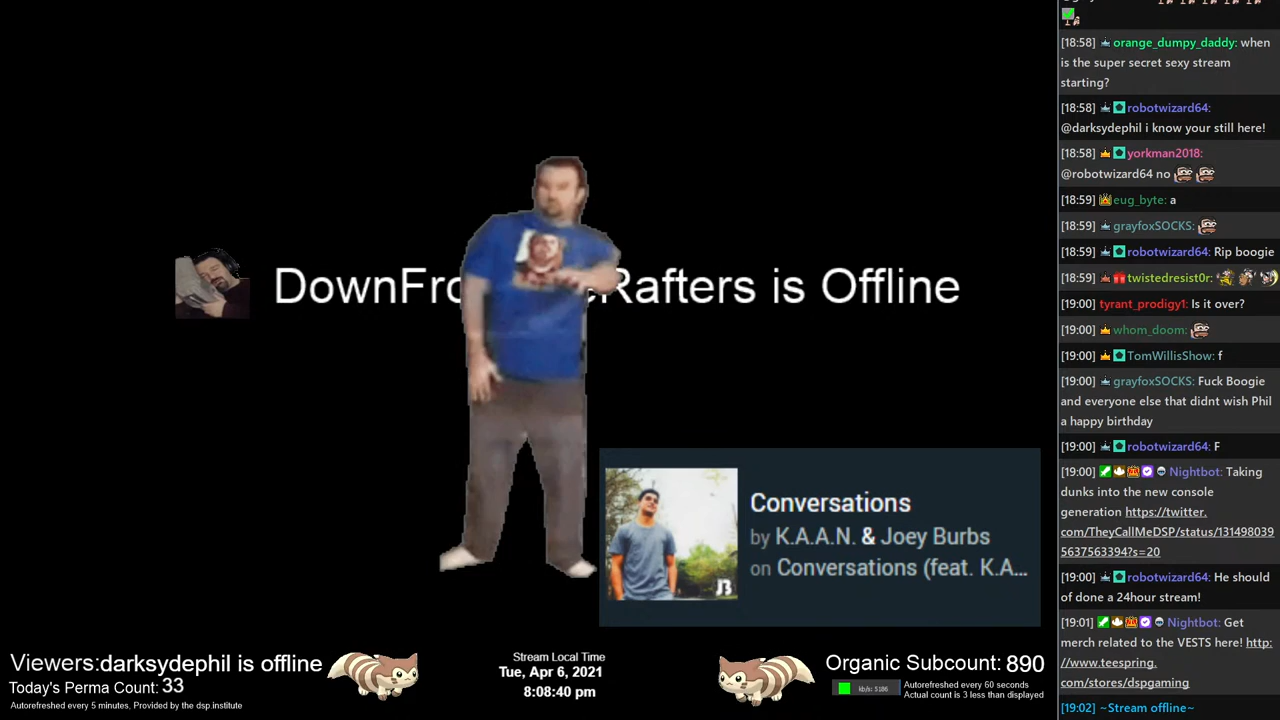 DownFro Rafters is Offline
Conversations
by K.A.A.N. & Joey Burbs
on Conversations (feat. K.A...
JB
Viewers:darksydephil is offline
Today's Perma Count: 33
Autorefreshed every 5 minutes, Provided by the dsp institute
Stream Local Time
Tue, Apr 6, 2021
8:08:40 pm
Organic Subcount: 890
kb/s: 5186
Autorefreshed every 60 seconds
Actual count is 3 less than displayed
[18:58] orange_dumpy_daddy: when
is the super secret sexy stream
starting?
[18:58] robotwizard64:
@darksydephil i know your still here!
[18:58] yorkman2018:
@robotwizard64 no
[18:59] eug_byte: a
[18:59] grayfoxSOCKS:
[18:59] robotwizard64: Rip boogie
[18:59] twistedresist0r:
[19:00] tyrant_prodigy1: Is it over?
[19:00] whom_doom:
[19:00] TomWillisShow: f
[19:00] grayfoxSOCKS: Fuck Boogie
and everyone else that didnt wish Phil
a happy birthday
[19:00] robotwizard64: F
[19:00] Nightbot: Taking
dunks into the new console
generation https://twitter.
com/TheyCallMeDSP/status/131498039
5637563394?s=20
[19:00] robotwizard64: He should
of done a 24hour stream!
[19:01] Nightbot: Get
merch related to the VESTS here! http:
//www.teespring.
com/stores/dspgaming
[19:02] ~Stream offline~